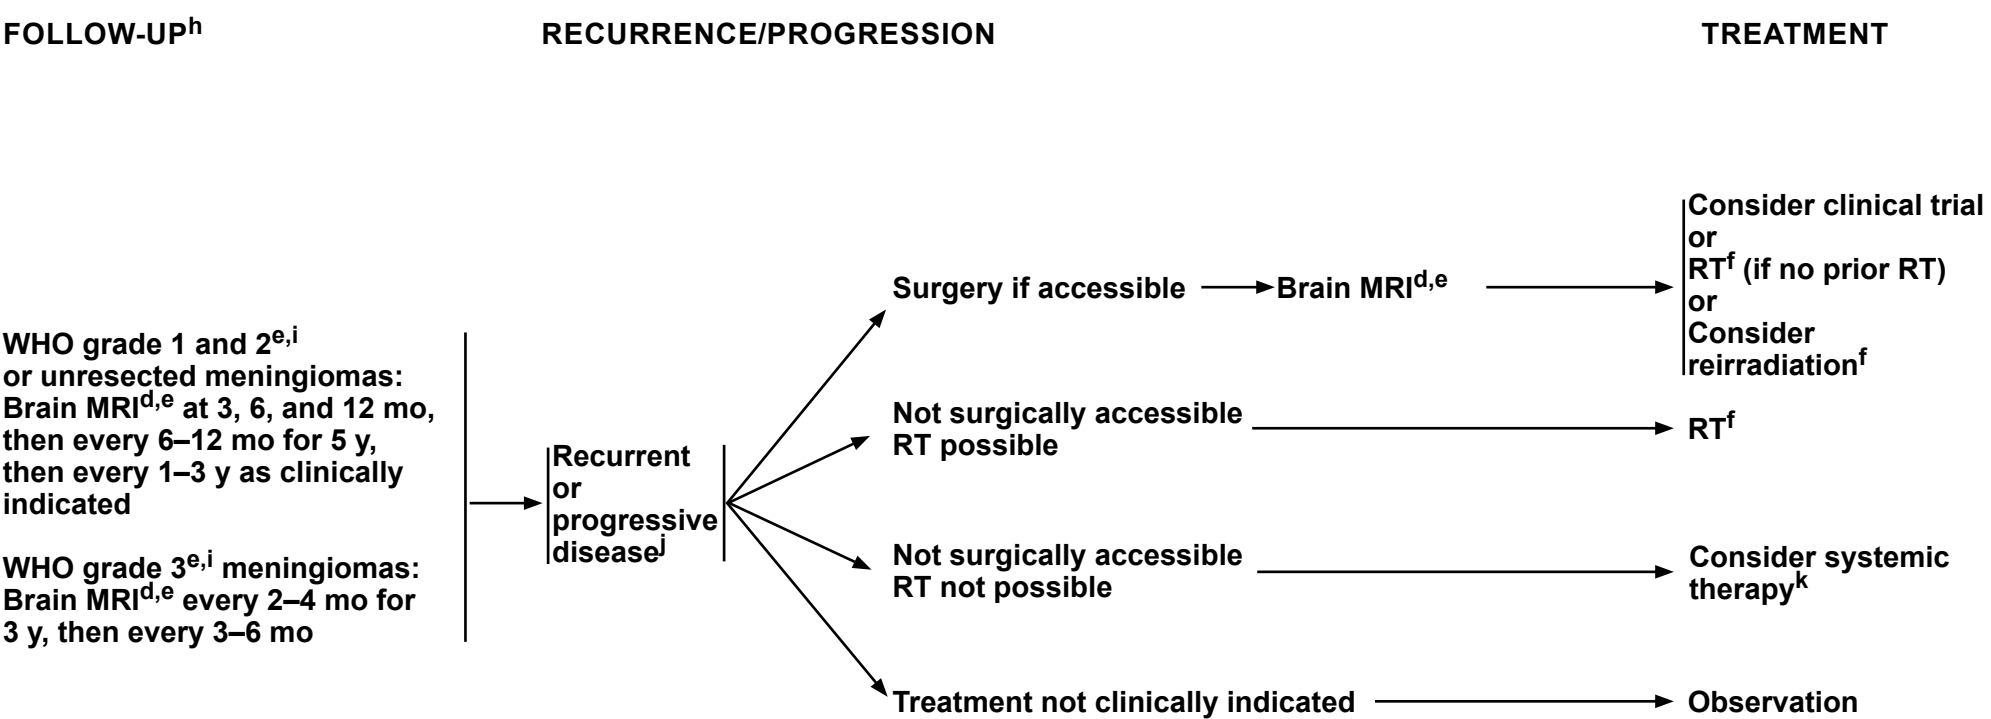 FOLLOW-UPh
RECURRENCE/PROGRESSION
TREATMENT
WHO grade 1 and 2e,i
or unresected meningiomas:
Brain MRId,e at 3, 6, and 12 mo,
then every 6–12 mo for 5 y,
then every 1–3 y as clinically
indicated
WHO grade 3e,i meningiomas:
Brain MRId,e every 2–4 mo for
3 y, then every 3–6 mo
Recurrent
or
progressive
diseasej
Surgery if accessible
Brain MRId,e
Consider clinical trial
or
RTf (if no prior RT)
or
Consider
reirradiationf
Not surgically accessible
RT possible
RTf
Not surgically accessible
RT not possible
Consider systemic
therapyk
Treatment not clinically indicated
Observation